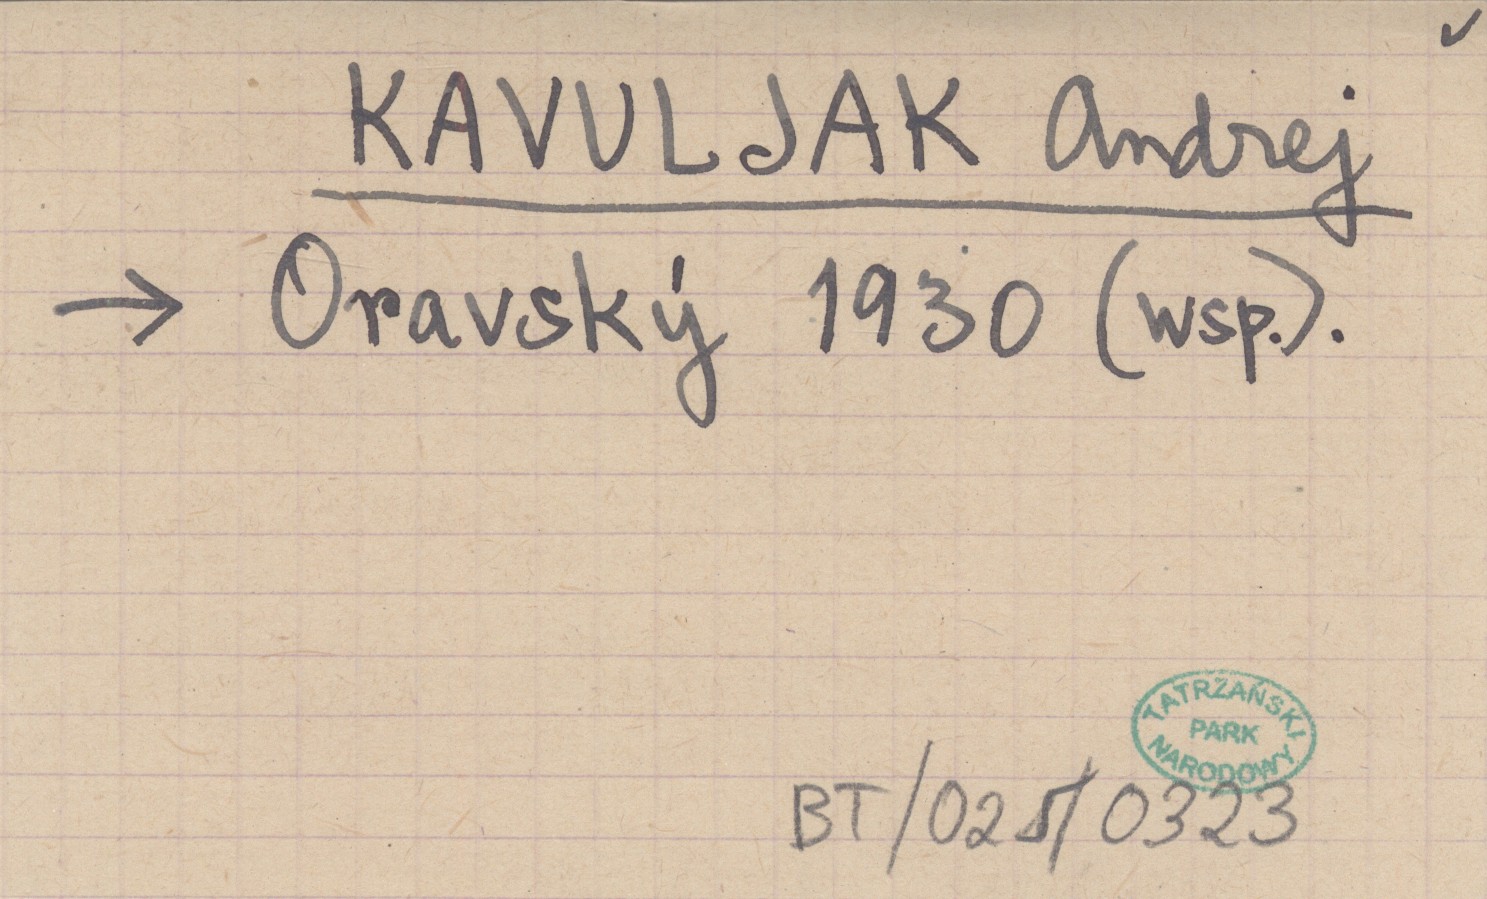 ✓
KAVULJAK Andrej
→ Oravský 1930 (wsp.).
TATRZAŃSKI
PARK
NARODOWY
BT/025/0323